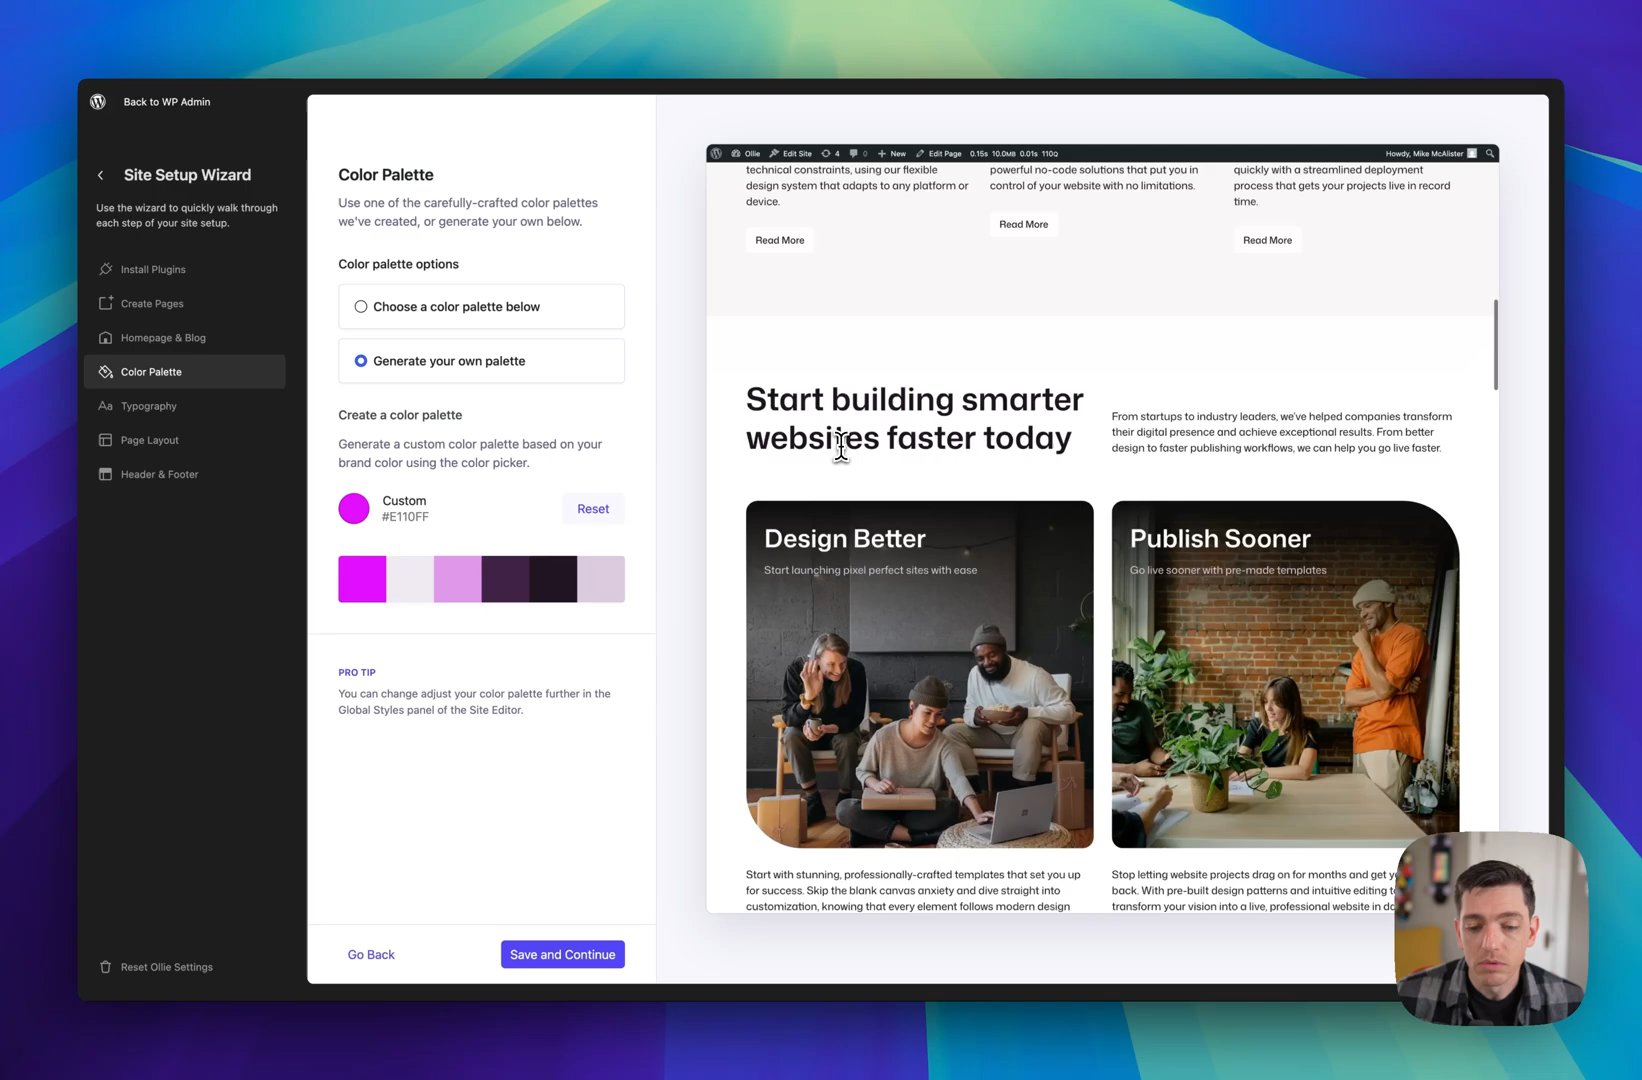 Back to WP Admin
Site Setup Wizard
Use the wizard to quickly walk through
each step of your site setup.
Install Plugins
Create Pages
Homepage & Blog
Color Palette
Aa Typography
Page Layout
Header & Footer
Reset Ollie Settings
Color Palette
Use one of the carefully-crafted color palettes
we've created, or generate your own below.
Color palette options
Choose a color palette below
Generate your own palette
Create a color palette
Generate a custom color palette based on your
brand color using the color picker.
Custom
#E110FF
Reset
PRO TIP
You can change adjust your color palette further in the
Global Styles panel of the Site Editor.
Go Back
Save and Continue
Ollie Edit Site 4 0 New Edit Page 0.15s 10.0MB 0.01s 110Q Howdy, Mike McAlister
technical constraints, using our flexible
design system that adapts to any platform or
device.
Read More
powerful no-code solutions that put you in
control of your website with no limitations.
Read More
quickly with a streamlined deployment
process that gets your projects live in record
time.
Read More
Start building smarter
websites faster today
From startups to industry leaders, we've helped companies transform
their digital presence and achieve exceptional results. From better
design to faster publishing workflows, we can help you go live faster.
Design Better
Start launching pixel perfect sites with ease
Publish Sooner
Go live sooner with pre-made templates
Start with stunning, professionally-crafted templates that set you up
for success. Skip the blank canvas anxiety and dive straight into
customization, knowing that every element follows modern design
Stop letting website projects drag on for months and get
back. With pre-built design patterns and intuitive editing
transform your vision into a live, professional website in